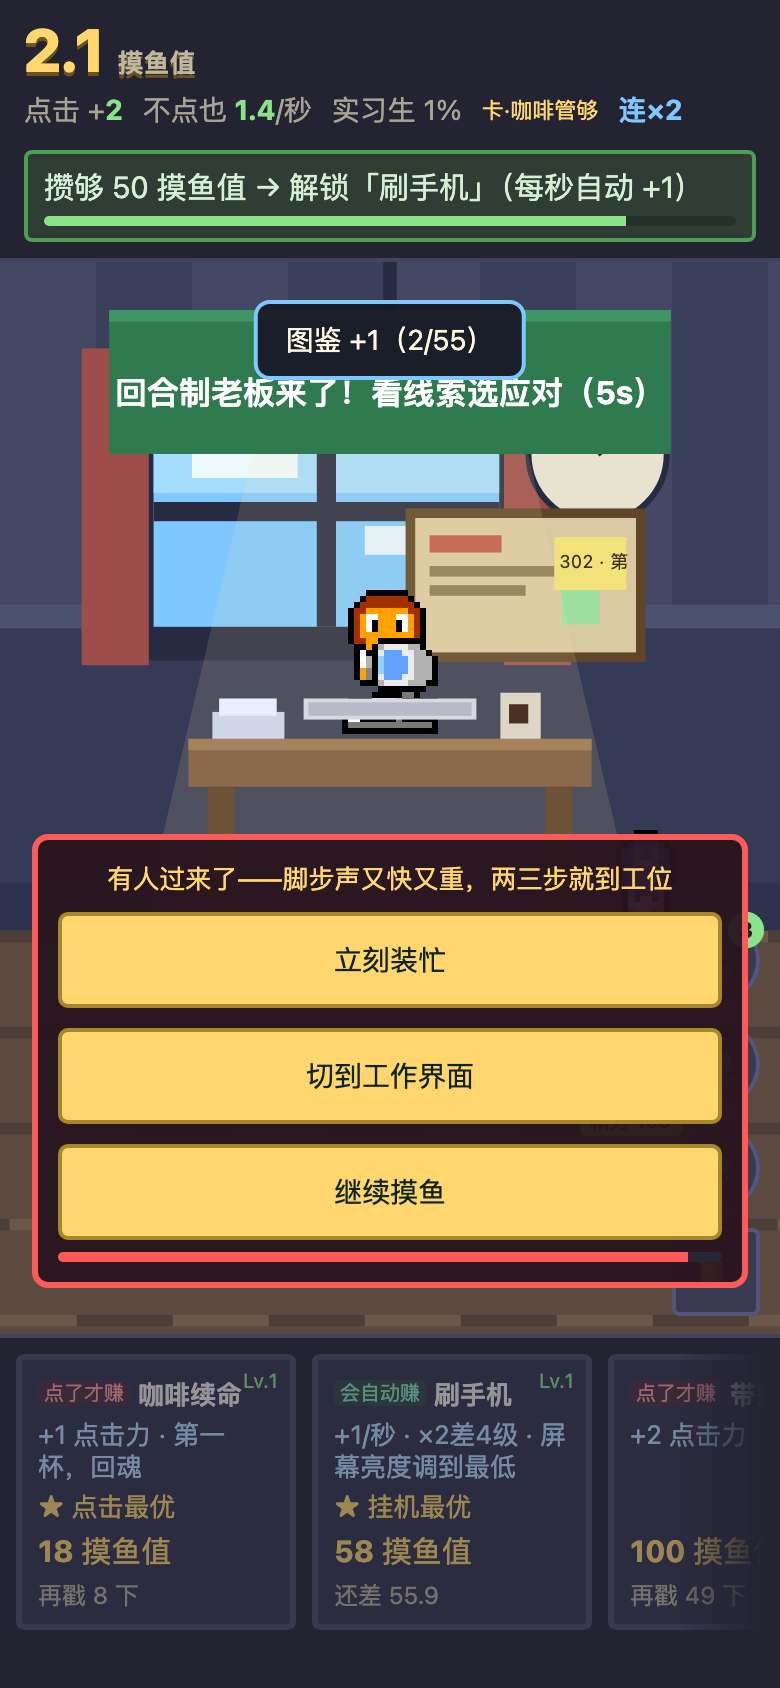 2.1 摸鱼值
点击 +2 不点也 1.4/秒 实习生 1% 卡·咖啡管够 连×2
攒够 50 摸鱼值 → 解锁「刷手机」（每秒自动 +1）
图鉴 +1（2/55）
回合制老板来了！看线索选应对（5s）
302 · 第
有人过来了——脚步声又快又重，两三步就到工位
立刻装忙
切到工作界面
继续摸鱼
点了才赚 咖啡续命 Lv.1
+1 点击力 · 第一
杯，回魂
★ 点击最优
18 摸鱼值
再戳 8 下
会自动赚 刷手机 Lv.1
+1/秒 · ×2差4级 · 屏
幕亮度调到最低
★ 挂机最优
58 摸鱼值
还差 55.9
点了才赚 带
+2 点击力
100 摸鱼
再戳 49 下